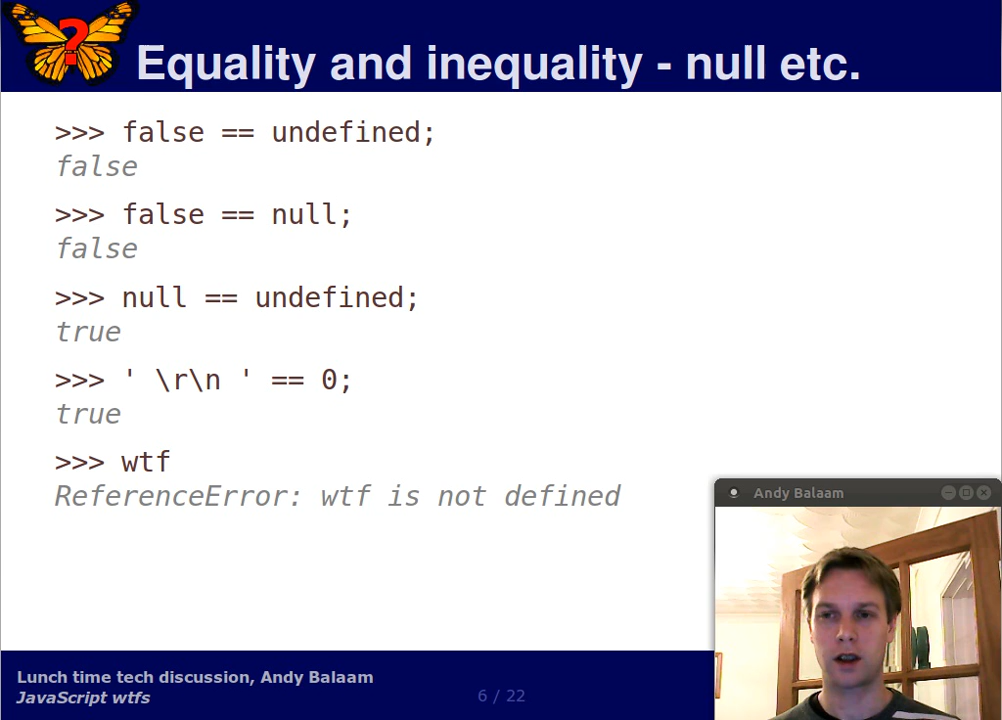 ?
Equality and inequality - null etc.
>>> false == undefined;
false
>>> false == null;
false
>>> null == undefined;
true
>>> ' \r\n ' == 0;
true
>>> wtf
ReferenceError: wtf is not defined
Andy Balaam
Lunch time tech discussion, Andy Balaam
JavaScript wtfs
6 / 22